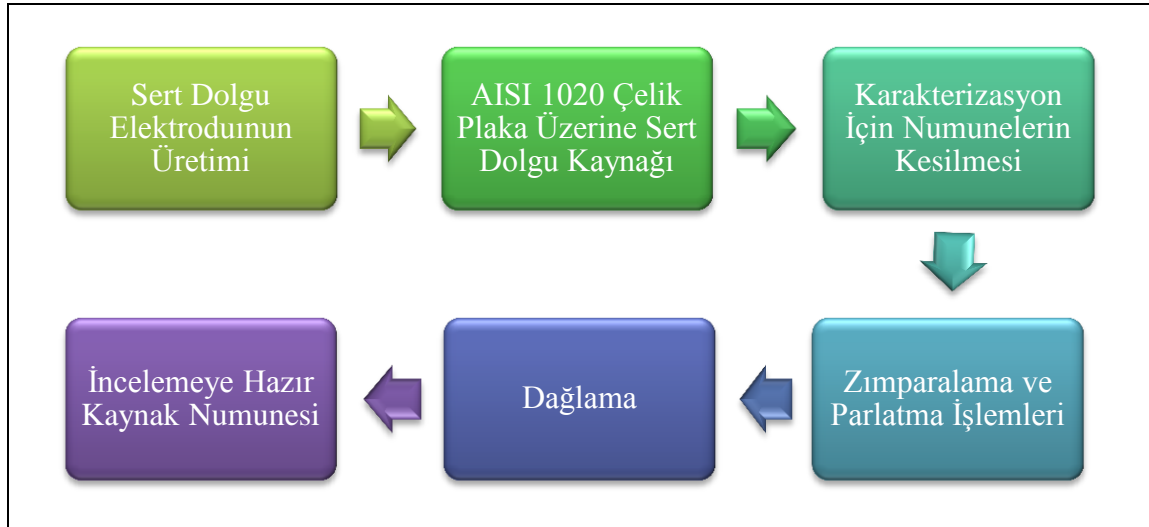 Sert Dolgu
Elektroduının
Üretimi
AISI 1020 Çelik
Plaka Üzerine Sert
Dolgu Kaynağı
Karakterizasyon
İçin Numunelerin
Kesilmesi
Zımparalama ve
Parlatma İşlemleri
Dağlama
İncelemeye Hazır
Kaynak Numunesi